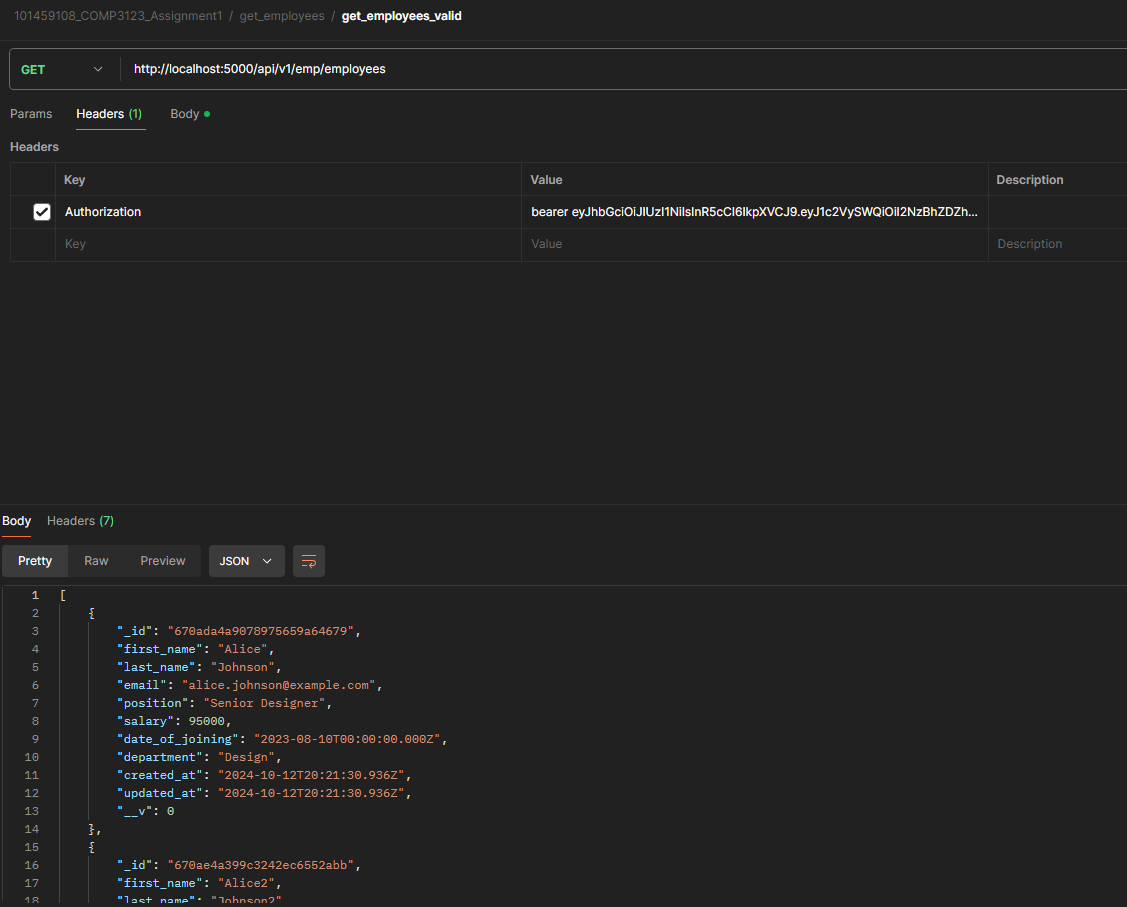 101459108_COMP3123_Assignment1 / get_employees / get_employees_valid
GET http://localhost:5000/api/v1/emp/employees
Params Headers (1) Body
Headers
Key Value Description
Authorization bearer eyJhbGciOiJIUzI1NiIsInR5cCI6IkpXVCJ9.eyJ1c2VySWQiOiI2NzBhZDZh...
Key Value Description
Body Headers (7)
Pretty Raw Preview JSON
1 [
2 {
3 "_id": "670ada4a9078975659a64679",
4 "first_name": "Alice",
5 "last_name": "Johnson",
6 "email": "alice.johnson@example.com",
7 "position": "Senior Designer",
8 "salary": 95000,
9 "date_of_joining": "2023-08-10T00:00:00.000Z",
10 "department": "Design",
11 "created_at": "2024-10-12T20:21:30.936Z",
12 "updated_at": "2024-10-12T20:21:30.936Z",
13 "__v": 0
14 },
15 {
16 "_id": "670ae4a399c3242ec6552abb",
17 "first_name": "Alice2",
18 "last_name": "Johnson2"